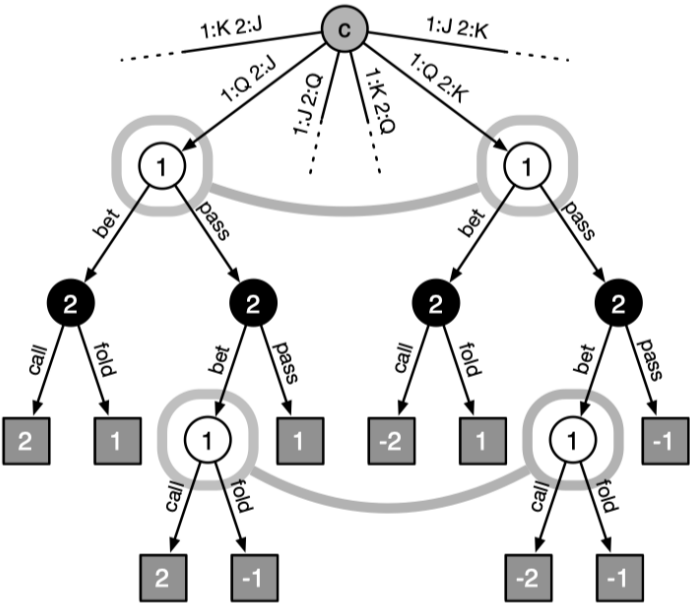 c
1:K 2:J
1:J 2:K
1:Q 2:J
1:J 2:Q
1:K 2:Q
1:Q 2:K
1
1
bet
pass
bet
pass
2
2
2
2
call
fold
bet
pass
call
fold
bet
pass
2
1
1
1
-2
1
1
-1
call
fold
call
fold
2
-1
-2
-1